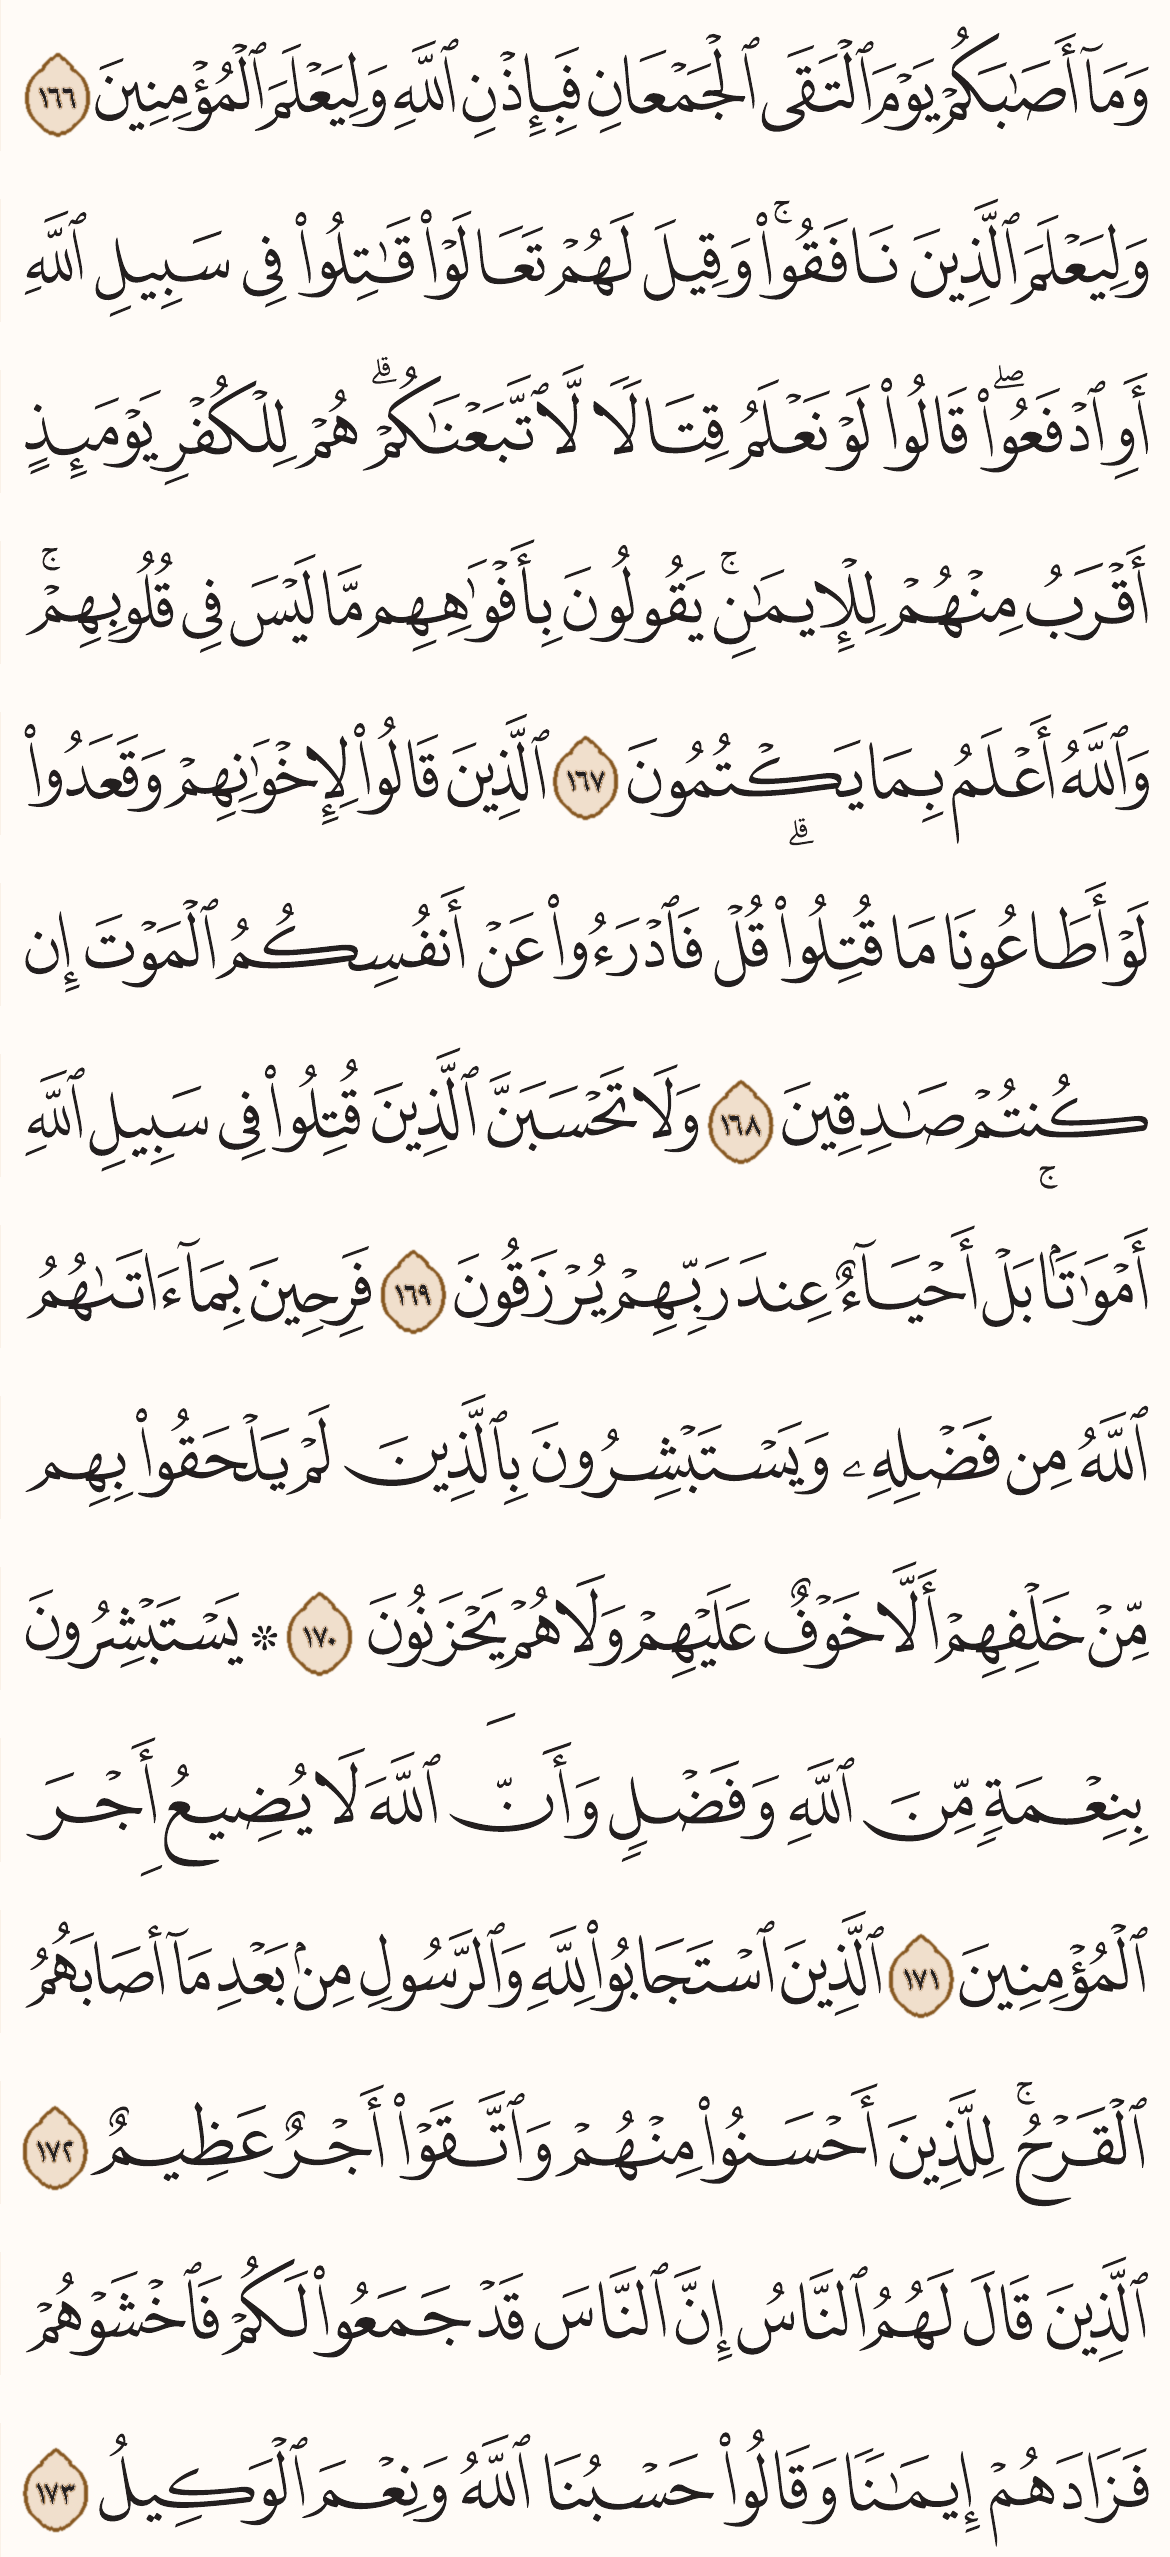 وَمَآ أَصَٰبَكُمۡ يَوۡمَ ٱلۡتَقَى ٱلۡجَمۡعَانِ فَبِإِذۡنِ ٱللَّهِ وَلِيَعۡلَمَ ٱلۡمُؤۡمِنِينَ ١٦٦
وَلِيَعۡلَمَ ٱلَّذِينَ نَافَقُواْۚ وَقِيلَ لَهُمۡ تَعَالَوۡاْ قَٰتِلُواْ فِي سَبِيلِ ٱللَّهِ
أَوِ ٱدۡفَعُواْۖ قَالُواْ لَوۡ نَعۡلَمُ قِتَالٗا لَّٱتَّبَعۡنَٰكُمۡۗ هُمۡ لِلۡكُفۡرِ يَوۡمَئِذٍ
أَقۡرَبُ مِنۡهُمۡ لِلۡإِيمَٰنِۚ يَقُولُونَ بِأَفۡوَٰهِهِم مَّا لَيۡسَ فِي قُلُوبِهِمۡۚ
وَٱللَّهُ أَعۡلَمُ بِمَا يَكۡتُمُونَ ١٦٧ ٱلَّذِينَ قَالُواْ لِإِخۡوَٰنِهِمۡ وَقَعَدُواْ
لَوۡ أَطَاعُونَا مَا قُتِلُواْۗ قُلۡ فَٱدۡرَءُواْ عَنۡ أَنفُسِكُمُ ٱلۡمَوۡتَ إِن
كُنتُمۡ صَٰدِقِينَ ١٦٨ وَلَا تَحۡسَبَنَّ ٱلَّذِينَ قُتِلُواْ فِي سَبِيلِ ٱللَّهِ
أَمۡوَٰتَۢاۚ بَلۡ أَحۡيَآءٌ عِندَ رَبِّهِمۡ يُرۡزَقُونَ ١٦٩ فَرِحِينَ بِمَآ ءَاتَىٰهُمُ
ٱللَّهُ مِن فَضۡلِهِۦ وَيَسۡتَبۡشِرُونَ بِٱلَّذِينَ لَمۡ يَلۡحَقُواْ بِهِم
مِّنۡ خَلۡفِهِمۡ أَلَّا خَوۡفٌ عَلَيۡهِمۡ وَلَا هُمۡ يَحۡزَنُونَ ١٧٠ ۞ يَسۡتَبۡشِرُونَ
بِنِعۡمَةٖ مِّنَ ٱللَّهِ وَفَضۡلٖ وَأَنَّ ٱللَّهَ لَا يُضِيعُ أَجۡرَ
ٱلۡمُؤۡمِنِينَ ١٧١ ٱلَّذِينَ ٱسۡتَجَابُواْ لِلَّهِ وَٱلرَّسُولِ مِنۢ بَعۡدِ مَآ أَصَابَهُمُ
ٱلۡقَرۡحُۚ لِلَّذِينَ أَحۡسَنُواْ مِنۡهُمۡ وَٱتَّقَوۡاْ أَجۡرٌ عَظِيمٌ ١٧٢
ٱلَّذِينَ قَالَ لَهُمُ ٱلنَّاسُ إِنَّ ٱلنَّاسَ قَدۡ جَمَعُواْ لَكُمۡ فَٱخۡشَوۡهُمۡ
فَزَادَهُمۡ إِيمَٰنٗا وَقَالُواْ حَسۡبُنَا ٱللَّهُ وَنِعۡمَ ٱلۡوَكِيلُ ١٧٣